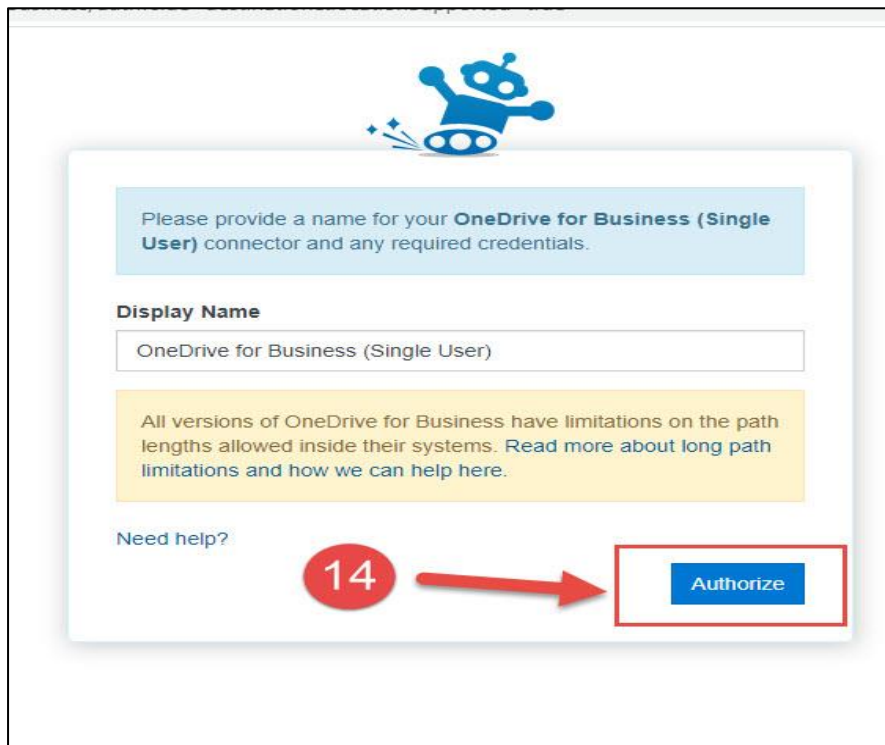 Please provide a name for your OneDrive for Business (Single
User) connector and any required credentials.
Display Name
OneDrive for Business (Single User)
All versions of OneDrive for Business have limitations on the path
lengths allowed inside their systems. Read more about long path
limitations and how we can help here.
Need help?
14
Authorize